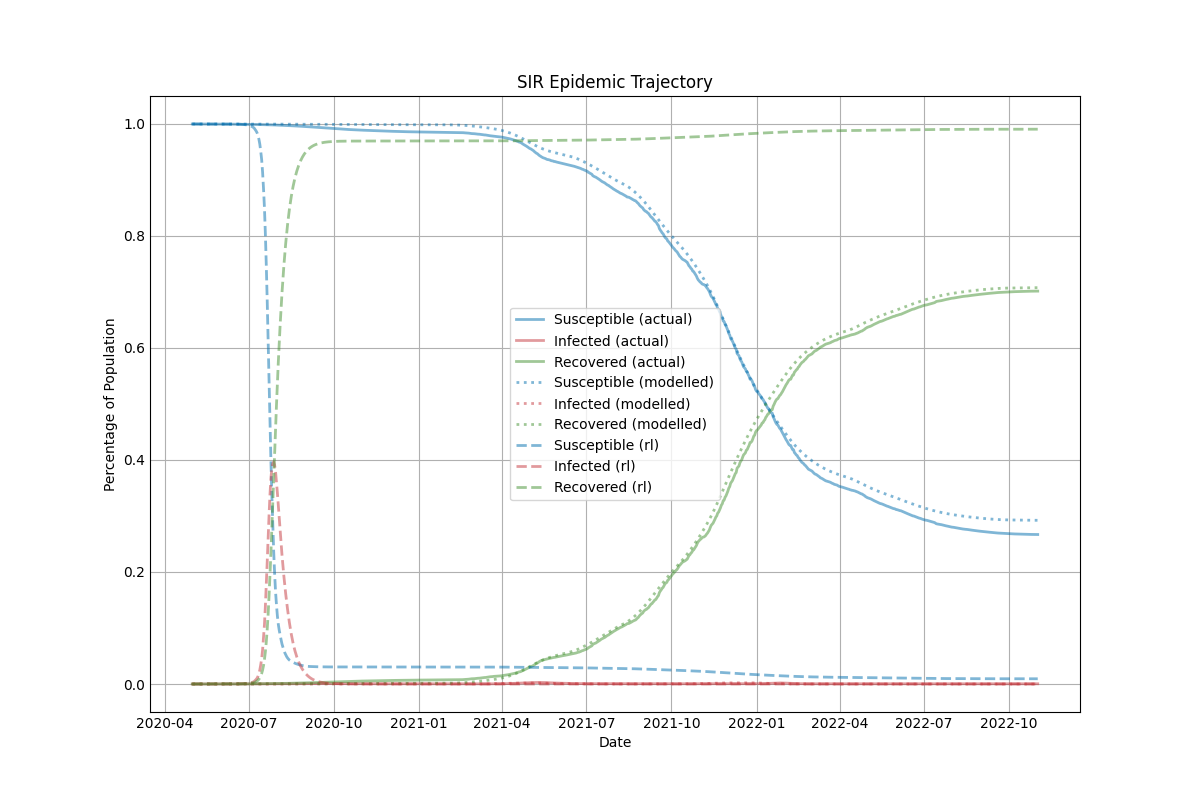 SIR Epidemic Trajectory
Percentage of Population
1.0
0.8
0.6
0.4
0.2
0.0
Susceptible (actual)
Infected (actual)
Recovered (actual)
Susceptible (modelled)
Infected (modelled)
Recovered (modelled)
Susceptible (rl)
Infected (rl)
Recovered (rl)
2020-04 2020-07 2020-10 2021-01 2021-04 2021-07 2021-10 2022-01 2022-04 2022-07 2022-10
Date